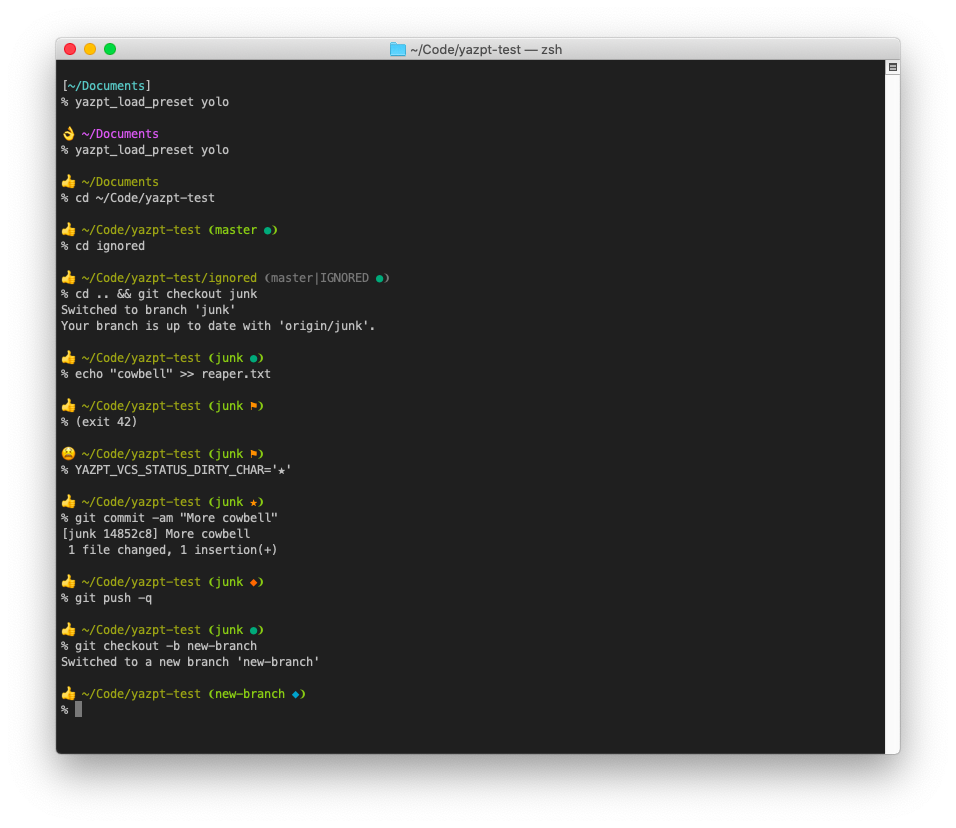 ~/Code/yazpt-test — zsh
[~/Documents]
% yazpt_load_preset yolo
👌 ~/Documents
% yazpt_load_preset yolo
👍 ~/Documents
% cd ~/Code/yazpt-test
👍 ~/Code/yazpt-test (master ●)
% cd ignored
👍 ~/Code/yazpt-test/ignored (master|IGNORED ●)
% cd .. && git checkout junk
Switched to branch 'junk'
Your branch is up to date with 'origin/junk'.
👍 ~/Code/yazpt-test (junk ●)
% echo "cowbell" >> reaper.txt
👍 ~/Code/yazpt-test (junk ⚑)
% (exit 42)
😩 ~/Code/yazpt-test (junk ⚑)
% YAZPT_VCS_STATUS_DIRTY_CHAR='★'
👍 ~/Code/yazpt-test (junk ★)
% git commit -am "More cowbell"
[junk 14852c8] More cowbell
 1 file changed, 1 insertion(+)
👍 ~/Code/yazpt-test (junk ◆)
% git push -q
👍 ~/Code/yazpt-test (junk ●)
% git checkout -b new-branch
Switched to a new branch 'new-branch'
👍 ~/Code/yazpt-test (new-branch ◆)
%